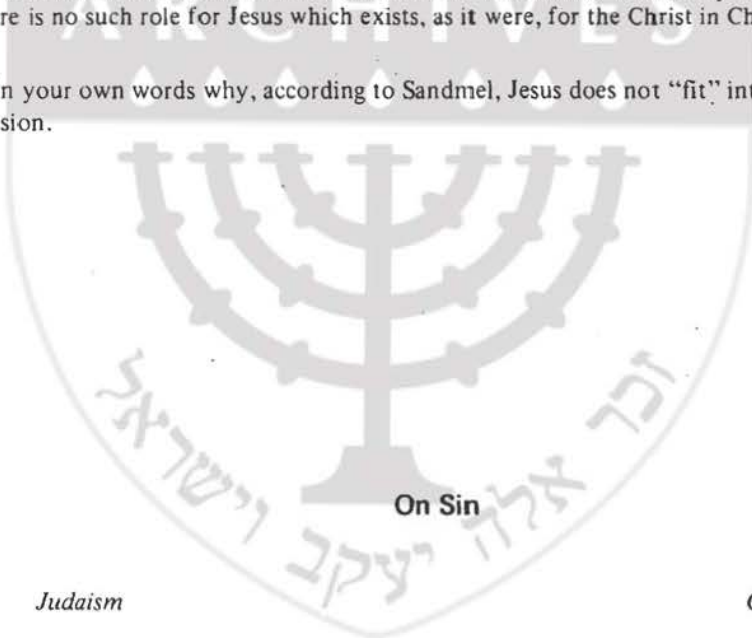 ARCHIVES
re is no such role for Jesus which exists, as it were, for the Christ in Ch
n your own words why, according to Sandmel, Jesus does not “fit” int
sion.
זכר אלה יעקב וישראל
On Sin
Judaism